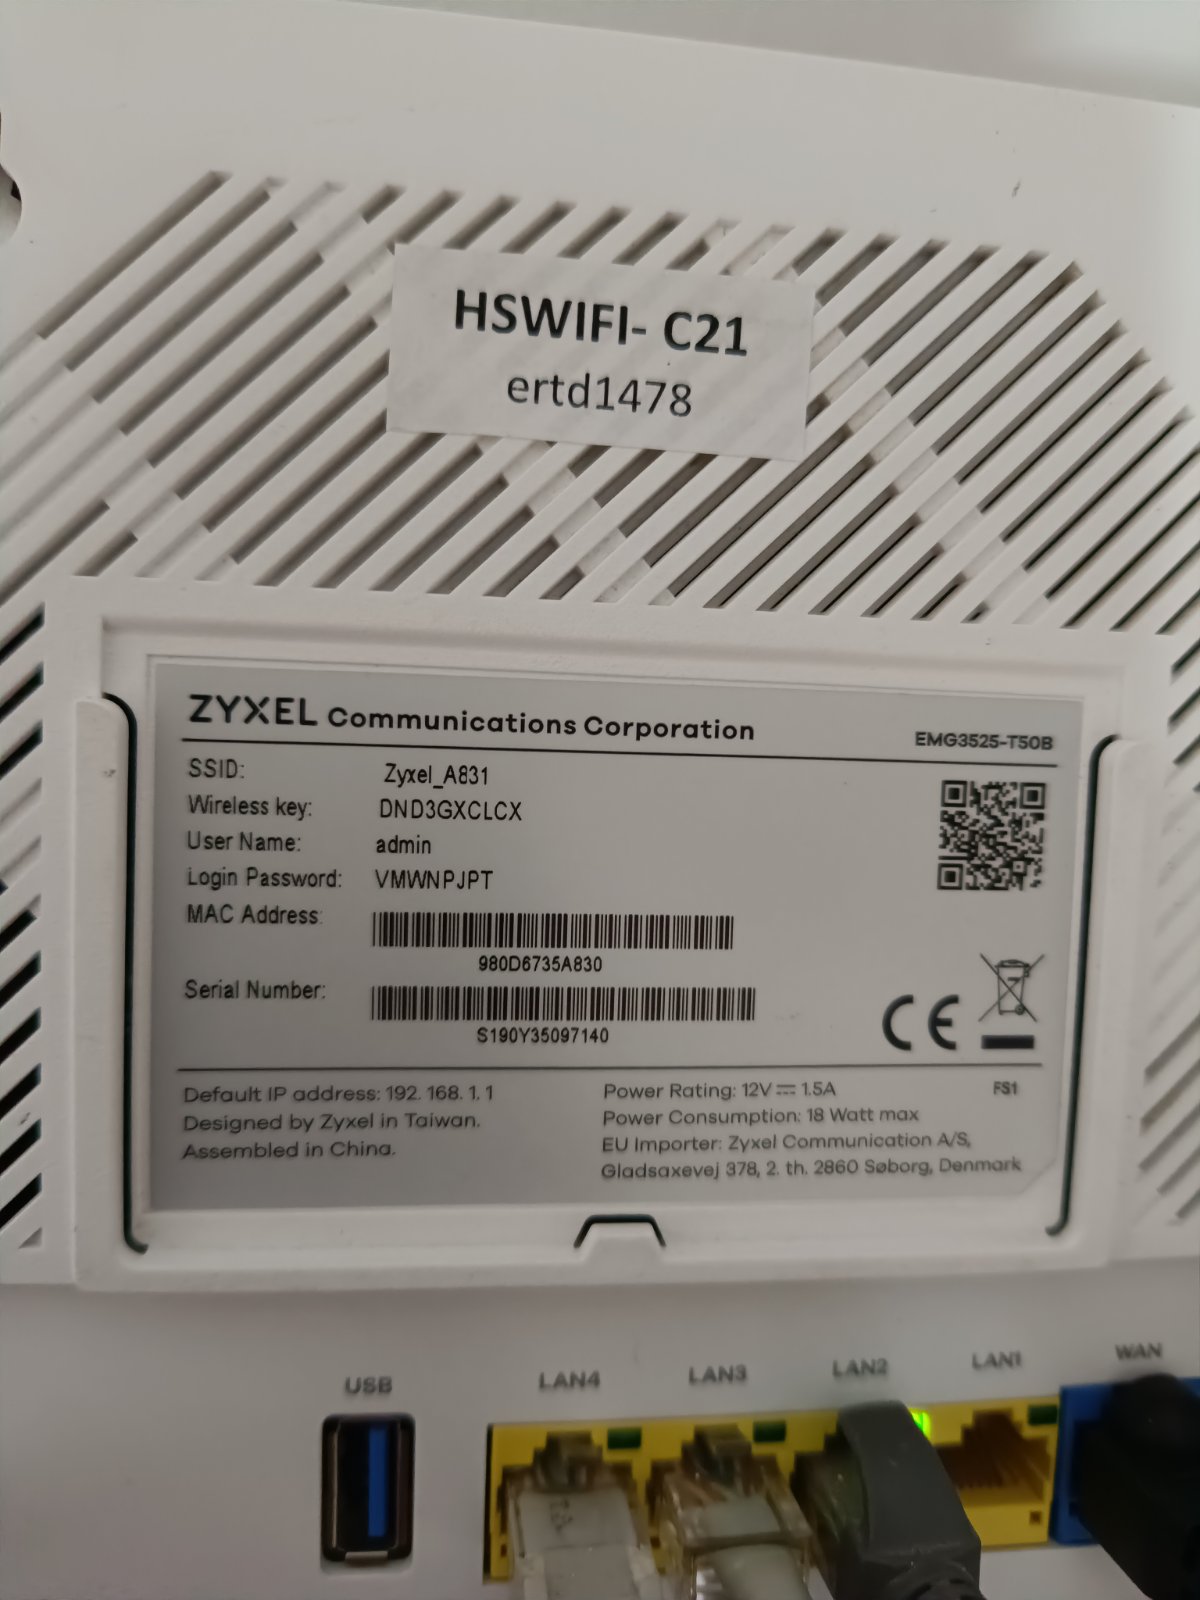 HSWIFI- C21
ertd1478
ZYXEL Communications Corporation
EMG3525-T50B
SSID: Zyxel_A831
Wireless key: DND3GXCLCX
User Name: admin
Login Password: VMWNPJPT
MAC Address:
980D6735A830
Serial Number:
S190Y35097140
CE
Default IP address: 192. 168. 1. 1
Designed by Zyxel in Taiwan.
Assembled in China.
Power Rating: 12V⎓1.5A
Power Consumption: 18 Watt max
EU Importer: Zyxel Communication A/S,
Gladsaxevej 378, 2. th. 2860 Søborg, Denmark
FS1
USB
LAN4
LAN3
LAN2
LAN1
WAN